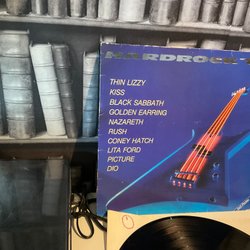 HARDROCK
THIN LIZZY
KISS
BLACK SABBATH
GOLDEN EARRING
NAZARETH
RUSH
CONEY HATCH
LITA FORD
PICTURE
DIO